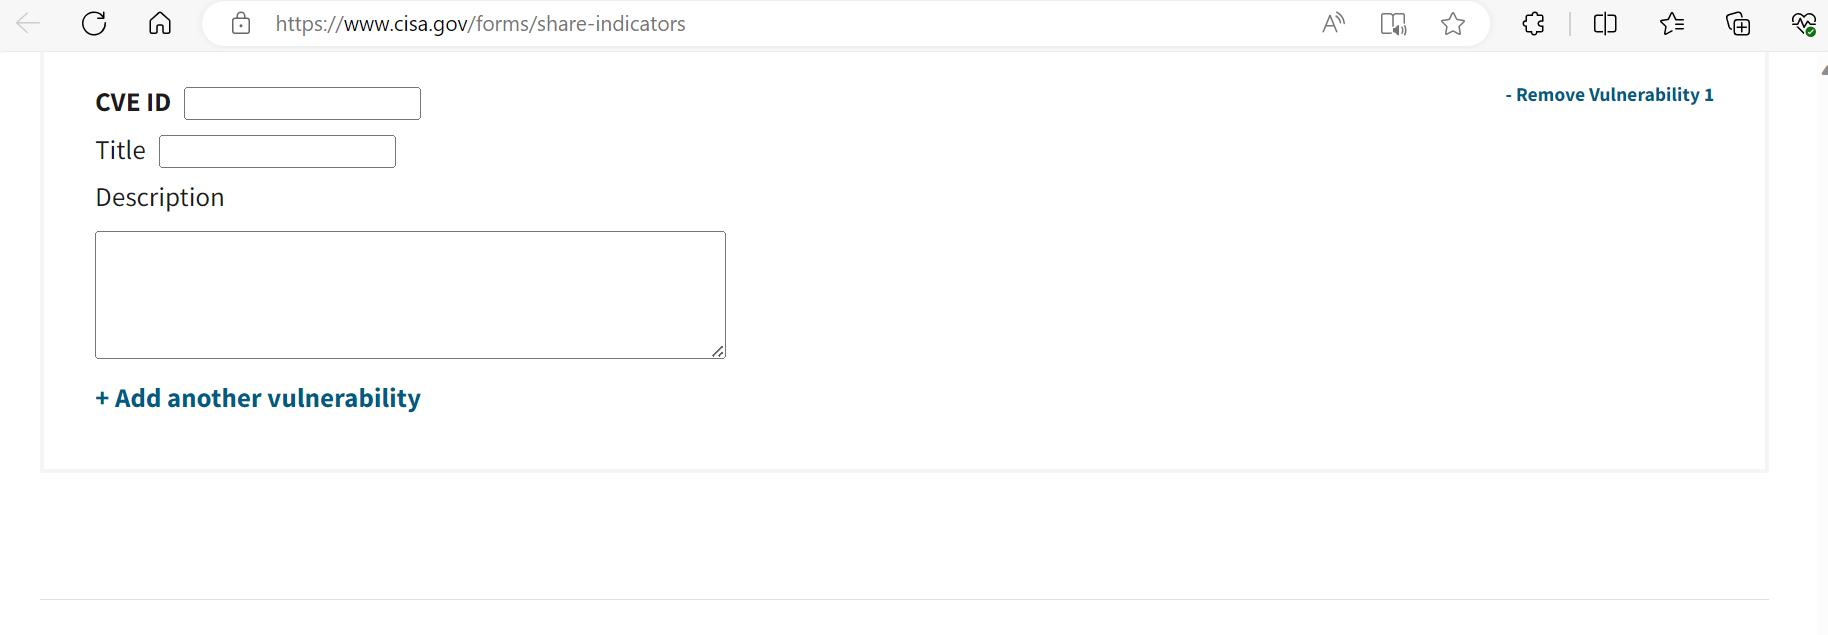 https://www.cisa.gov/forms/share-indicators
CVE ID
- Remove Vulnerability 1
Title
Description
+ Add another vulnerability